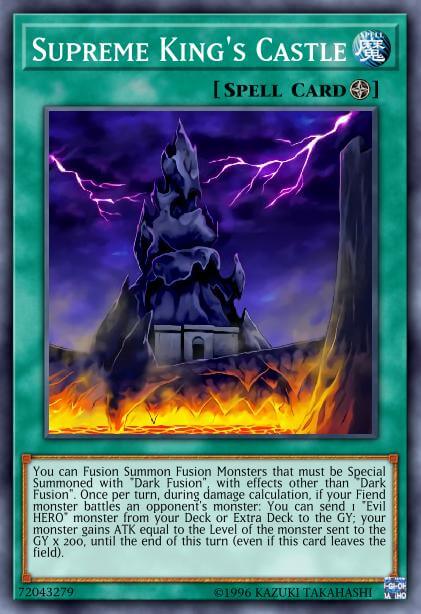 SUPREME KING'S CASTLE
SPELL
魔
[SPELL CARD]
You can Fusion Summon Fusion Monsters that must be Special
Summoned with "Dark Fusion", with effects other than "Dark
Fusion". Once per turn, during damage calculation, if your Fiend
monster battles an opponent's monster: You can send 1 "Evil
HERO" monster from your Deck or Extra Deck to the GY; your
monster gains ATK equal to the Level of the monster sent to the
GY x 200, until the end of this turn (even if this card leaves the
field).
72043279
©1996 KAZUKI TAKAHASHI